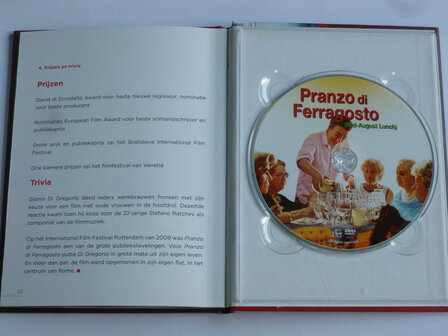 4. Prijzen en trivia
Prijzen
David di Donatello Award voor beste nieuwe regisseur, nominatie
voor beste producent.
Nominaties European Film Award voor beste scenarioschrijver en
publieksprijs
Grote prijs en publieksprijs op het Bratislava International Film
Festival
Drie kleinere prijzen op het filmfestival van Venetië
Trivia
Gianni Di Gregorio deed ieders wenkbrauwen fronsen met zijn
keuze voor een film met oude vrouwen in de hoofdrol. Dezelfde
reactie kwam toen hij koos voor de 22-jarige Stefano Ratchev als
componist van de filmmuziek.
Op het International Film Festival Rotterdam van 2009 was Pranzo
di Ferragosto een van de grote publiekslievelingen. Voor Pranzo
di Ferragosto putte Di Gregorio in grote mate uit zijn eigen leven.
En meer dan dat: de film werd opgenomen in zijn eigen flat, in het
centrum van Rome.
Pranzo di
Ferragosto
(Mid-August Lunch)
DVD